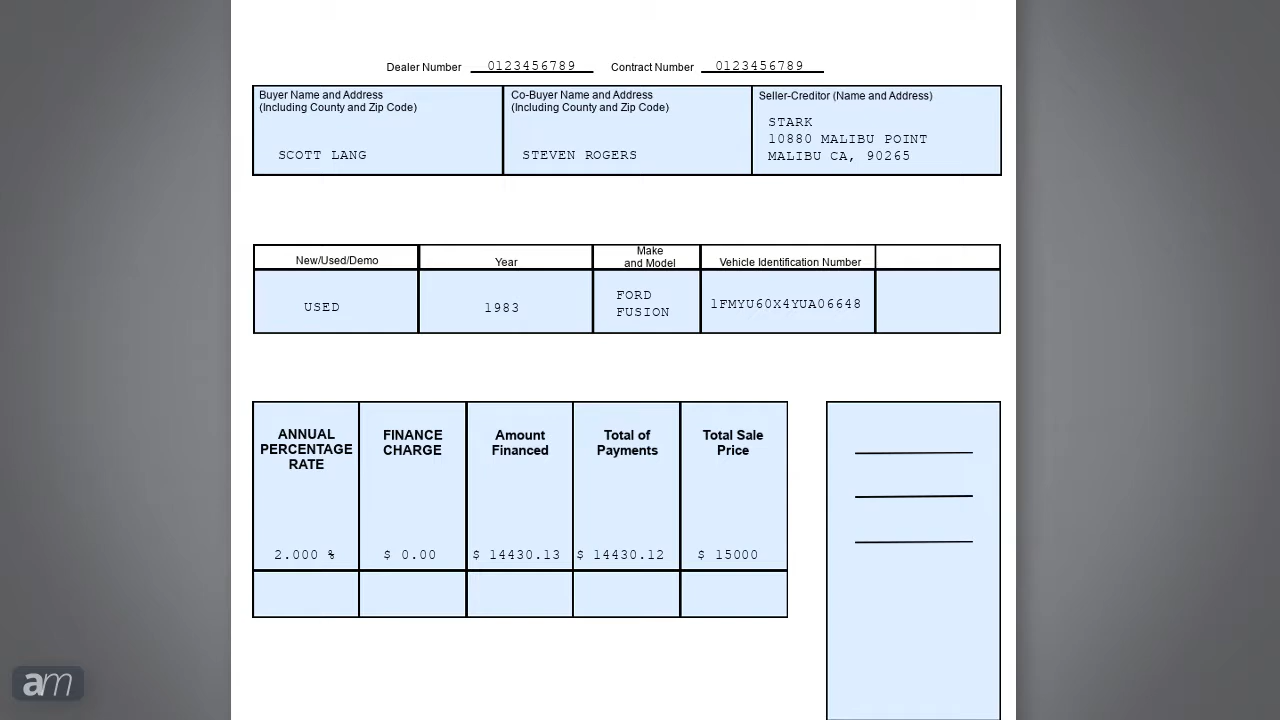 Dealer Number 0123456789 Contract Number 0123456789
Buyer Name and Address
(Including County and Zip Code)
SCOTT LANG
Co-Buyer Name and Address
(Including County and Zip Code)
STEVEN ROGERS
Seller-Creditor (Name and Address)
STARK
10880 MALIBU POINT
MALIBU CA, 90265
New/Used/Demo
Year
Make
and Model
Vehicle Identification Number
USED
1983
FORD
FUSION
1FMYU60X4YUA06648
ANNUAL
PERCENTAGE
RATE
2.000 %
FINANCE
CHARGE
$ 0.00
Amount
Financed
$ 14430.13
Total of
Payments
$ 14430.12
Total Sale
Price
$ 15000
am